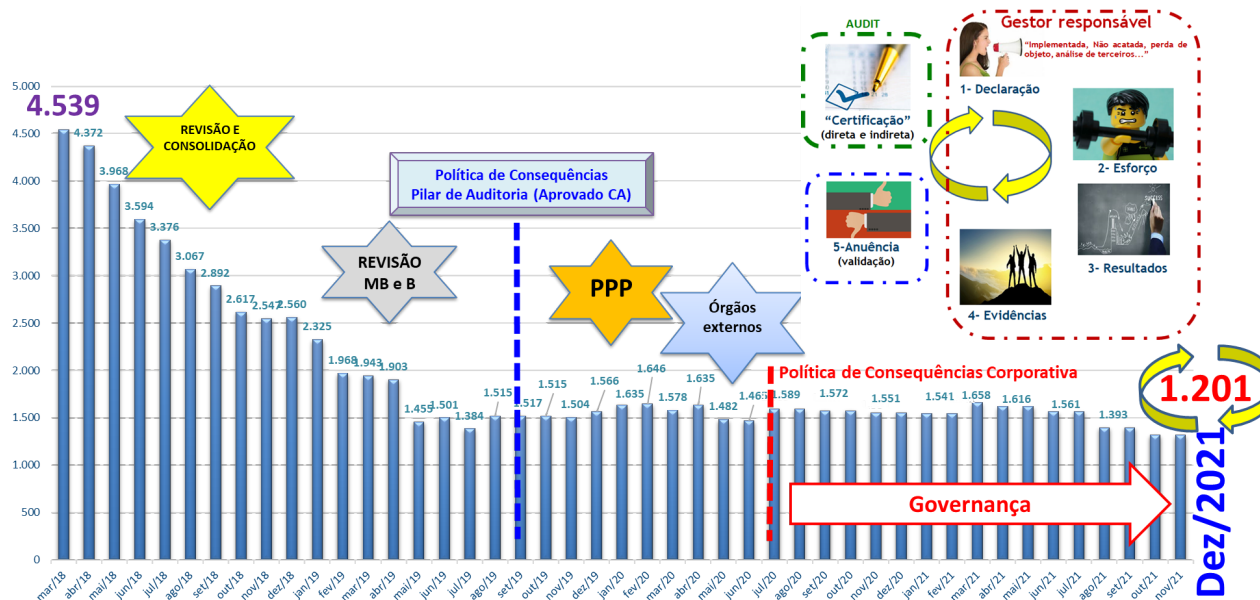 AUDIT
Gestor responsável
"Implementada, Não acatada, perda de
objeto, análise de terceiros..."
1- Declaração
"Certificação"
(direta e indireta)
2- Esforço
3- Resultados
4- Evidências
5-Anuência
(validação)
REVISÃO E
CONSOLIDAÇÃO
Política de Consequências
Pilar de Auditoria (Aprovado CA)
REVISÃO
MB e B
PPP
Órgãos
externos
Política de Consequências Corporativa
Governança
1.201
Dez/2021
5.000
4.500
4.000
3.500
3.000
2.500
2.000
1.500
1.000
500
0
4.539
4.372
3.968
3.594
3.376
3.067
2.892
2.617
2.547
2.560
2.325
1.968
1.943
1.903
1.455
1.501
1.384
1.515
1.517
1.515
1.504
1.566
1.635
1.646
1.578
1.635
1.482
1.589
1.572
1.551
1.541
1.658
1.616
1.561
1.393
mar/18
abr/18
mai/18
jun/18
jul/18
ago/18
set/18
out/18
nov/18
dez/18
jan/19
fev/19
mar/19
abr/19
mai/19
jun/19
jul/19
ago/19
set/19
out/19
nov/19
dez/19
jan/20
fev/20
mar/20
abr/20
mai/20
jun/20
jul/20
ago/20
set/20
out/20
nov/20
dez/20
jan/21
fev/21
mar/21
abr/21
mai/21
jun/21
jul/21
ago/21
set/21
out/21
nov/21